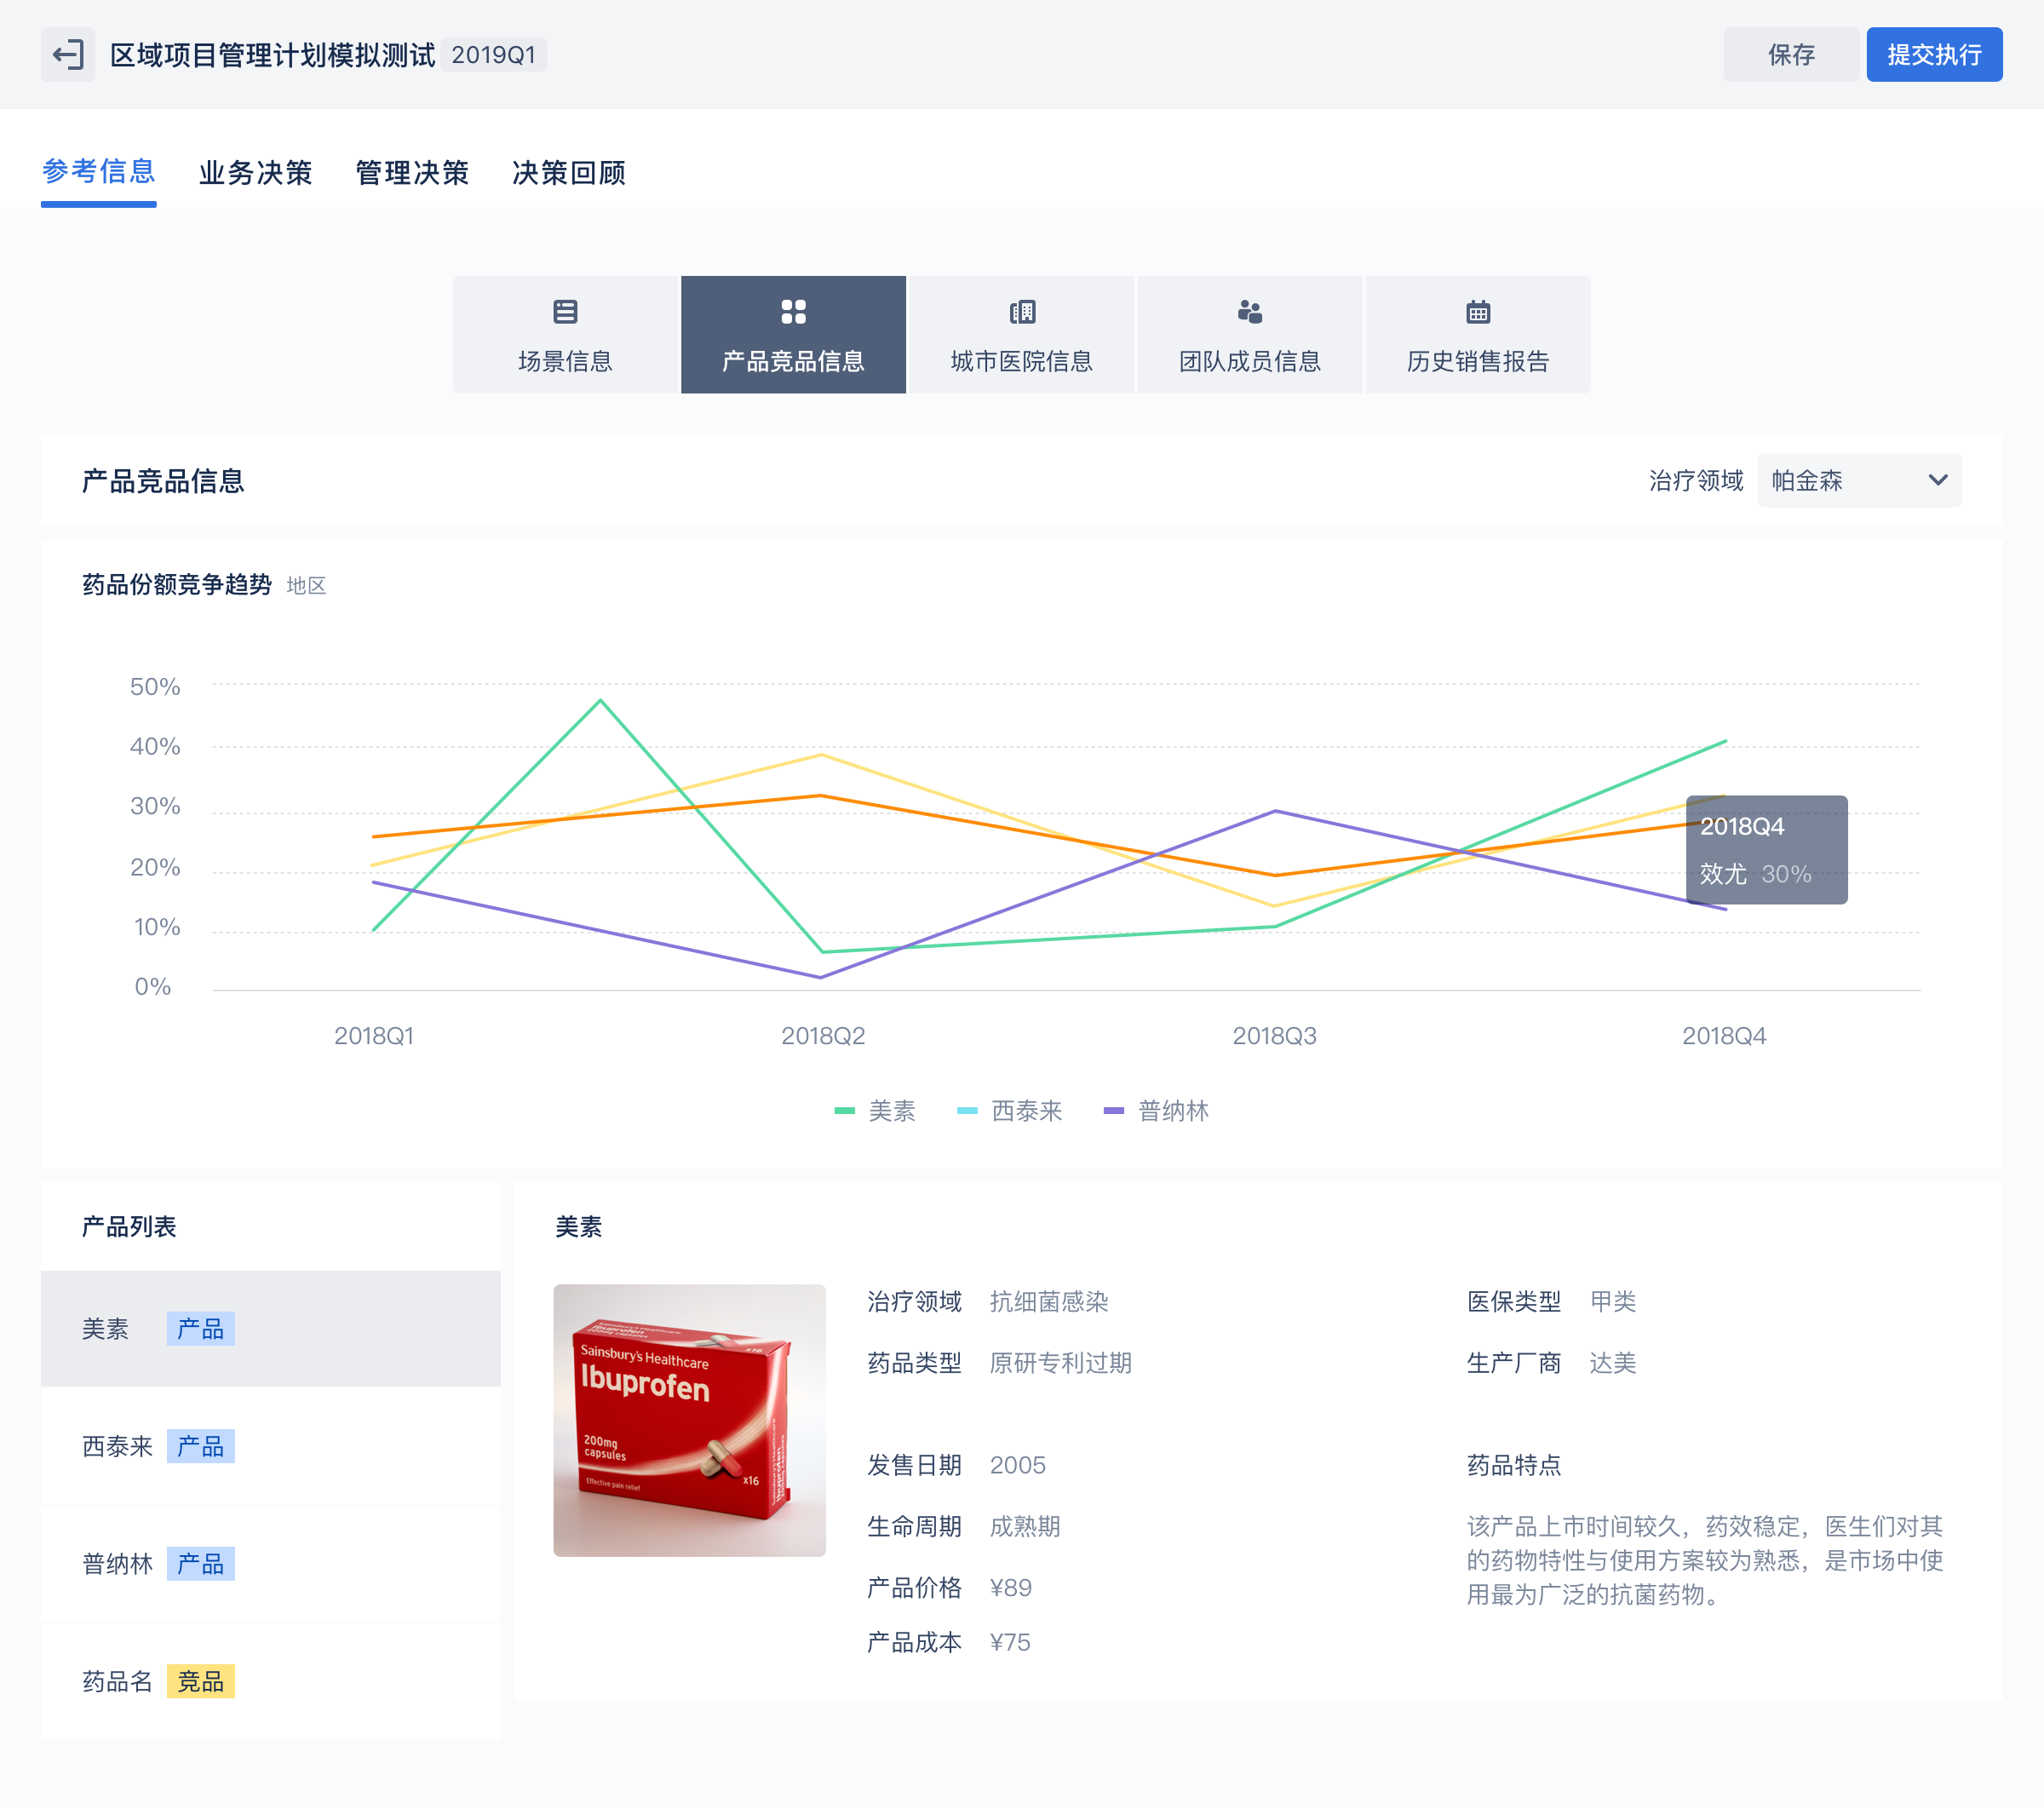 区域项目管理计划模拟测试 2019Q1
保存 提交执行
参考信息 业务决策 管理决策 决策回顾
场景信息 产品竞品信息 城市医院信息 团队成员信息 历史销售报告
产品竞品信息
治疗领域 帕金森
药品份额竞争趋势 地区
50%
40%
30%
20%
10%
0%
2018Q4
效尤 30%
2018Q1 2018Q2 2018Q3 2018Q4
美素 西泰来 普纳林
产品列表
美素 产品
西泰来 产品
普纳林 产品
药品名 竞品
美素
Sainsbury's Healthcare
Ibuprofen
200mg
capsules
x16
Effective pain relief
治疗领域 抗细菌感染
药品类型 原研专利过期
发售日期 2005
生命周期 成熟期
产品价格 ¥89
产品成本 ¥75
医保类型 甲类
生产厂商 达美
药品特点
该产品上市时间较久，药效稳定，医生们对其
的药物特性与使用方案较为熟悉，是市场中使
用最为广泛的抗菌药物。